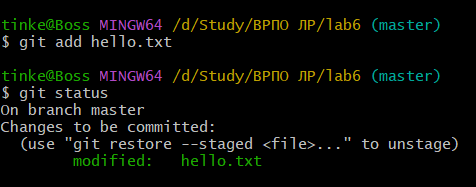 tinke@Boss MINGW64 /d/Study/ВРПО ЛР/lab6 (master)
$ git add hello.txt
tinke@Boss MINGW64 /d/Study/ВРПО ЛР/lab6 (master)
$ git status
On branch master
Changes to be committed:
  (use "git restore --staged <file>..." to unstage)
        modified:   hello.txt